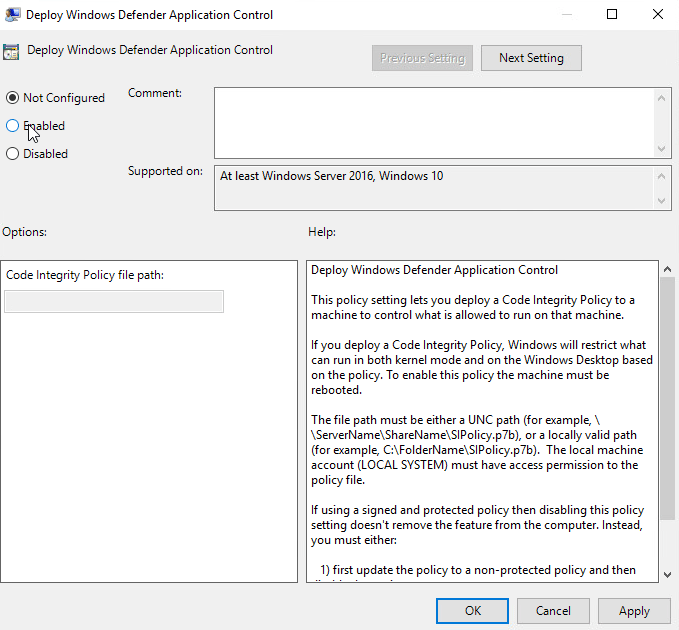 Deploy Windows Defender Application Control
Deploy Windows Defender Application Control
Previous Setting
Next Setting
Not Configured
Comment:
Enabled
Disabled
Supported on:
At least Windows Server 2016, Windows 10
Options:
Help:
Code Integrity Policy file path:
Deploy Windows Defender Application Control
This policy setting lets you deploy a Code Integrity Policy to a
machine to control what is allowed to run on that machine.
If you deploy a Code Integrity Policy, Windows will restrict what
can run in both kernel mode and on the Windows Desktop based
on the policy. To enable this policy the machine must be
rebooted.
The file path must be either a UNC path (for example, \
\ServerName\ShareName\SIPolicy.p7b), or a locally valid path
(for example, C:\FolderName\SIPolicy.p7b).  The local machine
account (LOCAL SYSTEM) must have access permission to the
policy file.
If using a signed and protected policy then disabling this policy
setting doesn't remove the feature from the computer. Instead,
you must either:
1) first update the policy to a non-protected policy and then
OK
Cancel
Apply